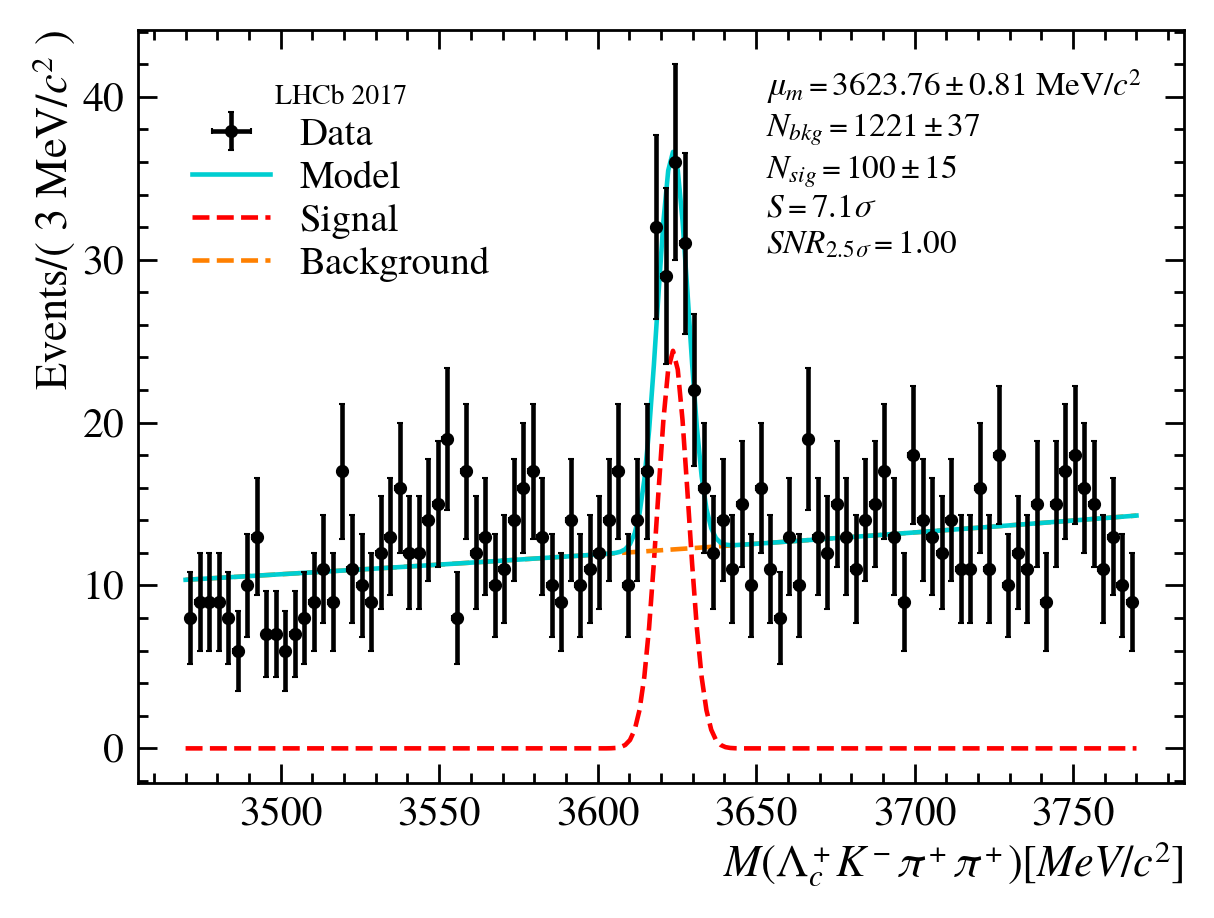 Events/( 3 MeV/c² )
40
30
20
10
0
LHCb 2017
Data
Model
Signal
Background
μ_m = 3623.76 ± 0.81 MeV/c²
N_bkg = 1221 ± 37
N_sig = 100 ± 15
S = 7.1σ
SNR_2.5σ = 1.00
3500 3550 3600 3650 3700 3750
M(Λ_c⁺K⁻π⁺π⁺)[MeV/c²]